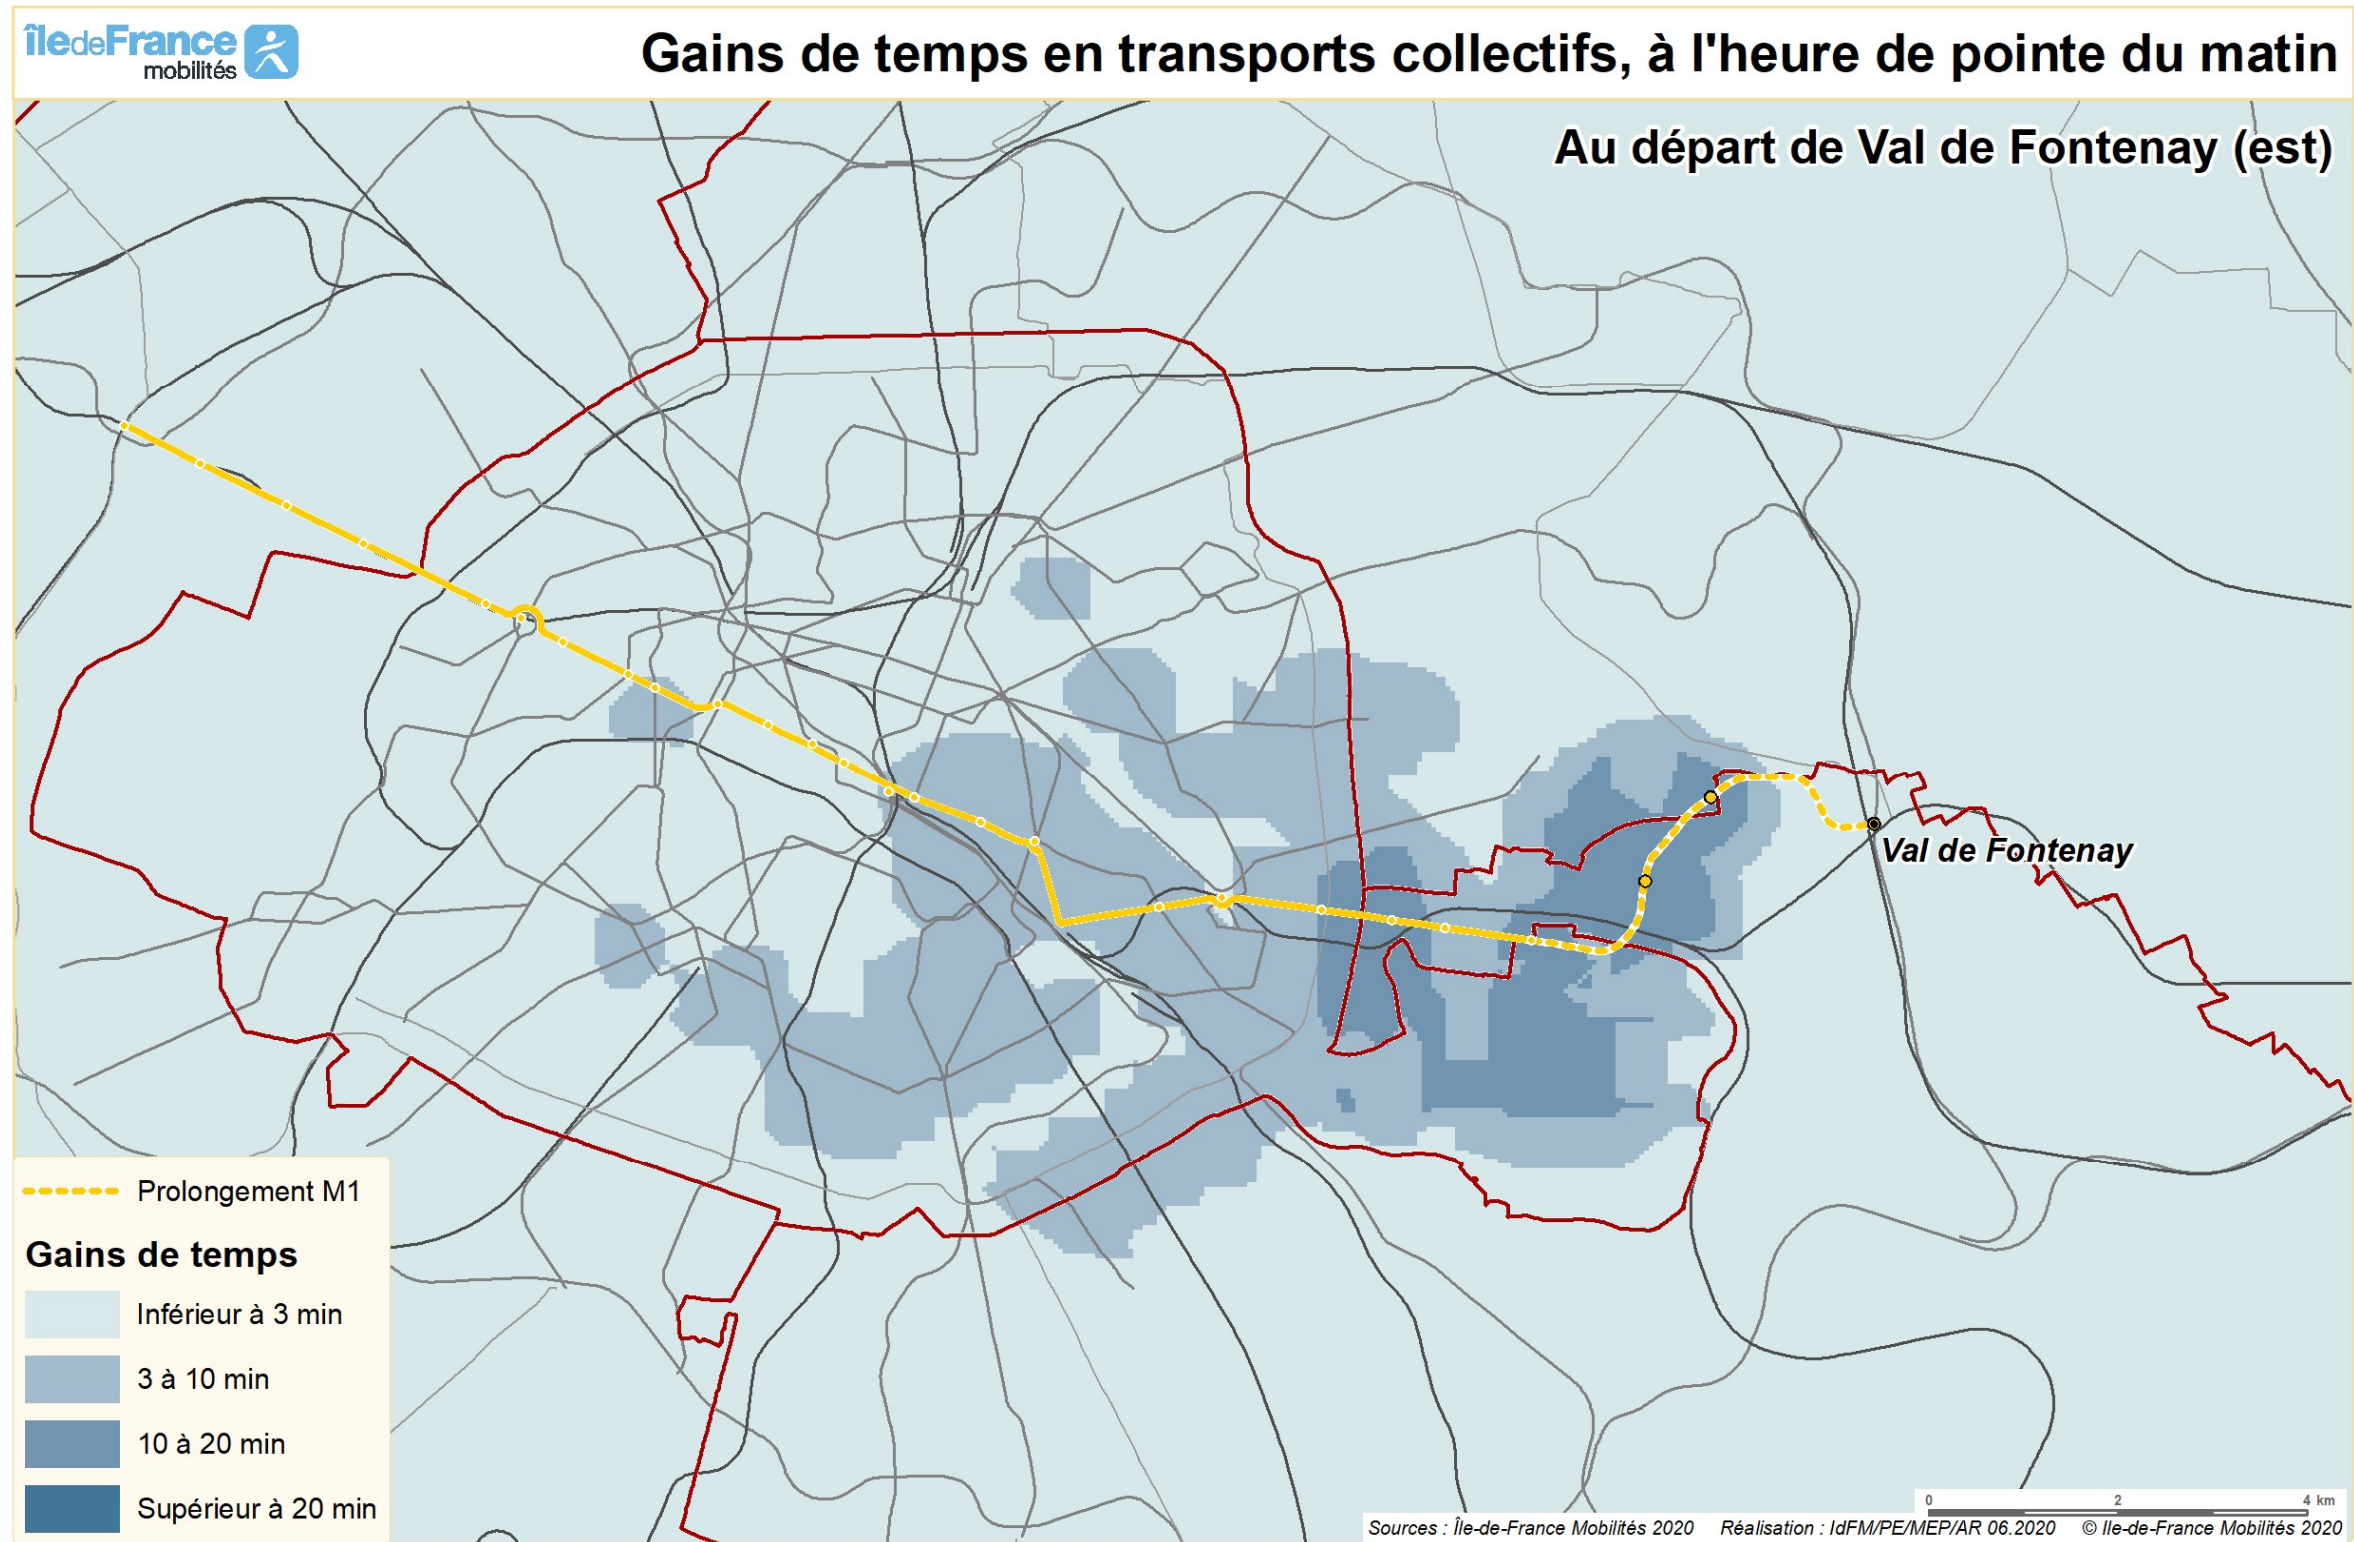 îledeFrance
mobilités
Gains de temps en transports collectifs, à l'heure de pointe du matin
Au départ de Val de Fontenay (est)
Val de Fontenay
Prolongement M1
Gains de temps
Inférieur à 3 min
3 à 10 min
10 à 20 min
Supérieur à 20 min
0 2 4 km
Sources : Île-de-France Mobilités 2020 Réalisation : IdFM/PE/MEP/AR 06.2020 © Ile-de-France Mobilités 2020